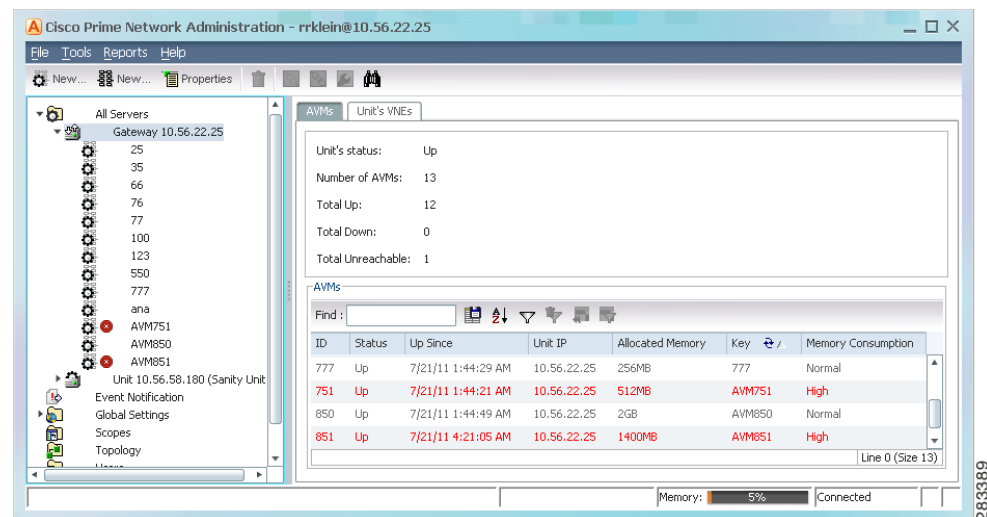 Cisco Prime Network Administration - rrklein@10.56.22.25
File Tools Reports Help
New... New... Properties
All Servers
Gateway 10.56.22.25
25
35
66
76
77
100
123
550
777
ana
AVM751
AVM850
AVM851
Unit 10.56.58.180 (Sanity Unit
Event Notification
Global Settings
Scopes
Topology
AVMs Unit's VNEs
Unit's status: Up
Number of AVMs: 13
Total Up: 12
Total Down: 0
Total Unreachable: 1
AVMs
Find :
ID Status Up Since Unit IP Allocated Memory Key Memory Consumption
777 Up 7/21/11 1:44:29 AM 10.56.22.25 256MB 777 Normal
751 Up 7/21/11 1:44:21 AM 10.56.22.25 512MB AVM751 High
850 Up 7/21/11 1:44:49 AM 10.56.22.25 2GB AVM850 Normal
851 Up 7/21/11 4:21:05 AM 10.56.22.25 1400MB AVM851 High
Line 0 (Size 13)
Memory: 5% Connected
283389